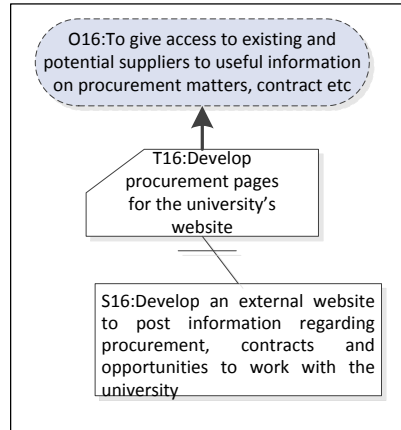 O16:To give access to existing and
potential suppliers to useful information
on procurement matters, contract etc
T16:Develop
procurement pages
for the university’s
website
S16:Develop an external website
to post information regarding
procurement, contracts and
opportunities to work with the
university